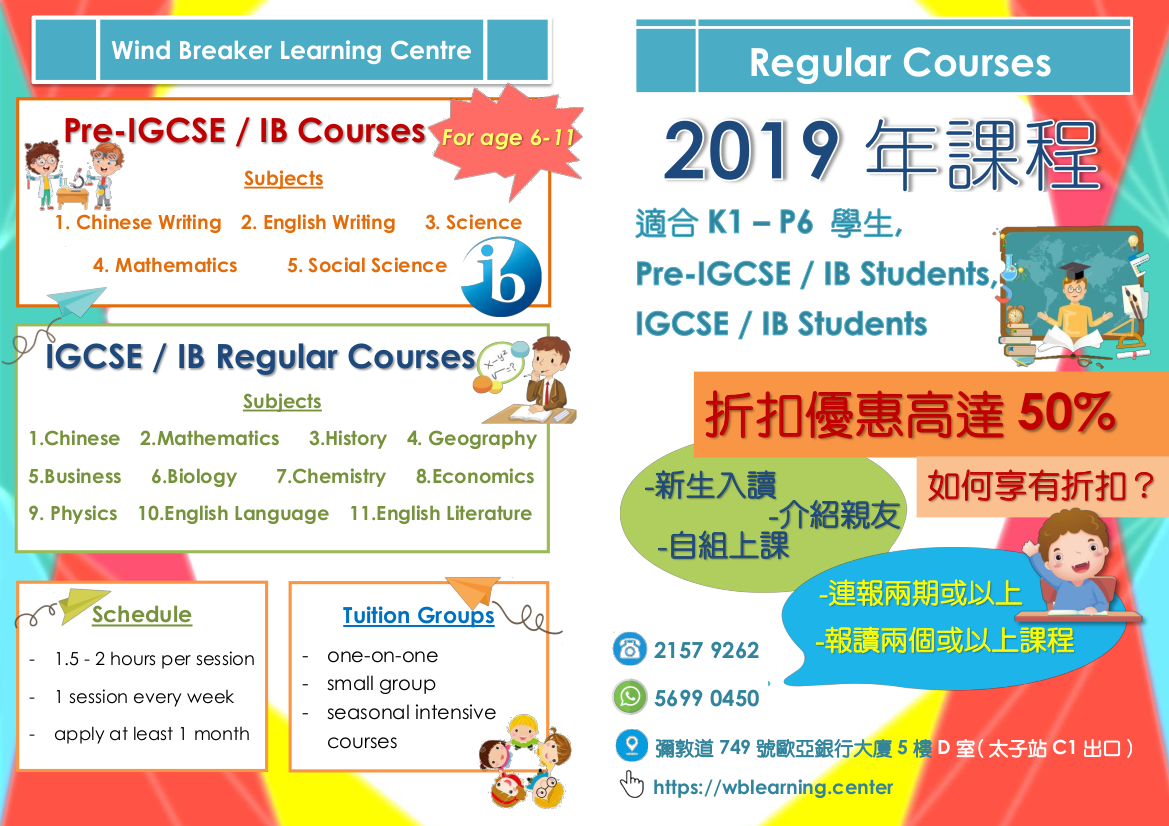 Wind Breaker Learning Centre
Pre-IGCSE / IB Courses
For age 6-11
Subjects
1. Chinese Writing 2. English Writing 3. Science
4. Mathematics 5. Social Science
ib
IGCSE / IB Regular Courses
Subjects
1.Chinese 2.Mathematics 3.History 4. Geography
5.Business 6.Biology 7.Chemistry 8.Economics
9. Physics 10.English Language 11.English Literature
Schedule
- 1.5 - 2 hours per session
- 1 session every week
- apply at least 1 month
Tuition Groups
- one-on-one
- small group
- seasonal intensive
courses
Regular Courses
2019 年課程
適合 K1 – P6 學生,
Pre-IGCSE / IB Students,
IGCSE / IB Students
折扣優惠高達 50%
如何享有折扣？
-新生入讀
-介紹親友
-自組上課
-連報兩期或以上
-報讀兩個或以上課程
2157 9262
5699 0450
彌敦道 749 號歐亞銀行大廈 5 樓 D 室( 太子站 C1 出口 )
https://wblearning.center